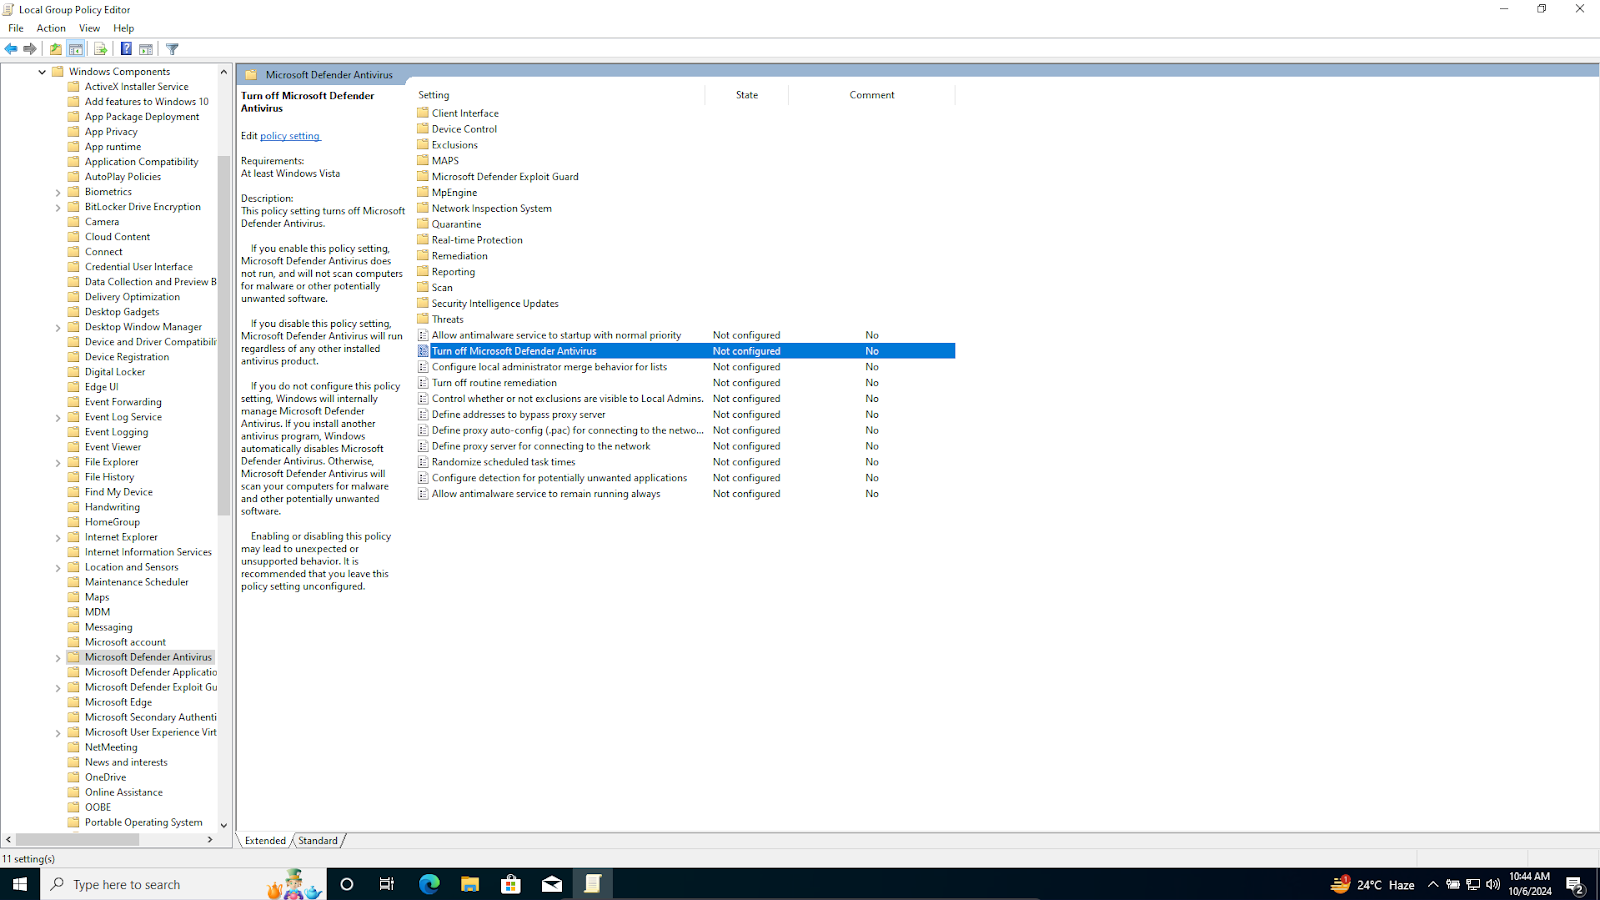 Local Group Policy Editor
File Action View Help
Windows Components
ActiveX Installer Service
Add features to Windows 10
App Package Deployment
App Privacy
App runtime
Application Compatibility
AutoPlay Policies
Biometrics
BitLocker Drive Encryption
Camera
Cloud Content
Connect
Credential User Interface
Data Collection and Preview B
Delivery Optimization
Desktop Gadgets
Desktop Window Manager
Device and Driver Compatibili
Device Registration
Digital Locker
Edge UI
Event Forwarding
Event Log Service
Event Logging
Event Viewer
File Explorer
File History
Find My Device
Handwriting
HomeGroup
Internet Explorer
Internet Information Services
Location and Sensors
Maintenance Scheduler
Maps
MDM
Messaging
Microsoft account
Microsoft Defender Antivirus
Microsoft Defender Applicatio
Microsoft Defender Exploit Gu
Microsoft Edge
Microsoft Secondary Authenti
Microsoft User Experience Virt
NetMeeting
News and interests
OneDrive
Online Assistance
OOBE
Portable Operating System
Microsoft Defender Antivirus
Turn off Microsoft Defender
Antivirus
Edit policy setting
Requirements:
At least Windows Vista
Description:
This policy setting turns off Microsoft
Defender Antivirus.
If you enable this policy setting,
Microsoft Defender Antivirus does
not run, and will not scan computers
for malware or other potentially
unwanted software.
If you disable this policy setting,
Microsoft Defender Antivirus will run
regardless of any other installed
antivirus product.
If you do not configure this policy
setting, Windows will internally
manage Microsoft Defender
Antivirus. If you install another
antivirus program, Windows
automatically disables Microsoft
Defender Antivirus. Otherwise,
Microsoft Defender Antivirus will
scan your computers for malware
and other potentially unwanted
software.
Enabling or disabling this policy
may lead to unexpected or
unsupported behavior. It is
recommended that you leave this
policy setting unconfigured.
Setting State Comment
Client Interface
Device Control
Exclusions
MAPS
Microsoft Defender Exploit Guard
MpEngine
Network Inspection System
Quarantine
Real-time Protection
Remediation
Reporting
Scan
Security Intelligence Updates
Threats
Allow antimalware service to startup with normal priority Not configured No
Turn off Microsoft Defender Antivirus Not configured No
Configure local administrator merge behavior for lists Not configured No
Turn off routine remediation Not configured No
Control whether or not exclusions are visible to Local Admins. Not configured No
Define addresses to bypass proxy server Not configured No
Define proxy auto-config (.pac) for connecting to the netwo... Not configured No
Define proxy server for connecting to the network Not configured No
Randomize scheduled task times Not configured No
Configure detection for potentially unwanted applications Not configured No
Allow antimalware service to remain running always Not configured No
Extended Standard
11 setting(s)
Type here to search
1 24°C Haze
10:44 AM
10/6/2024
2